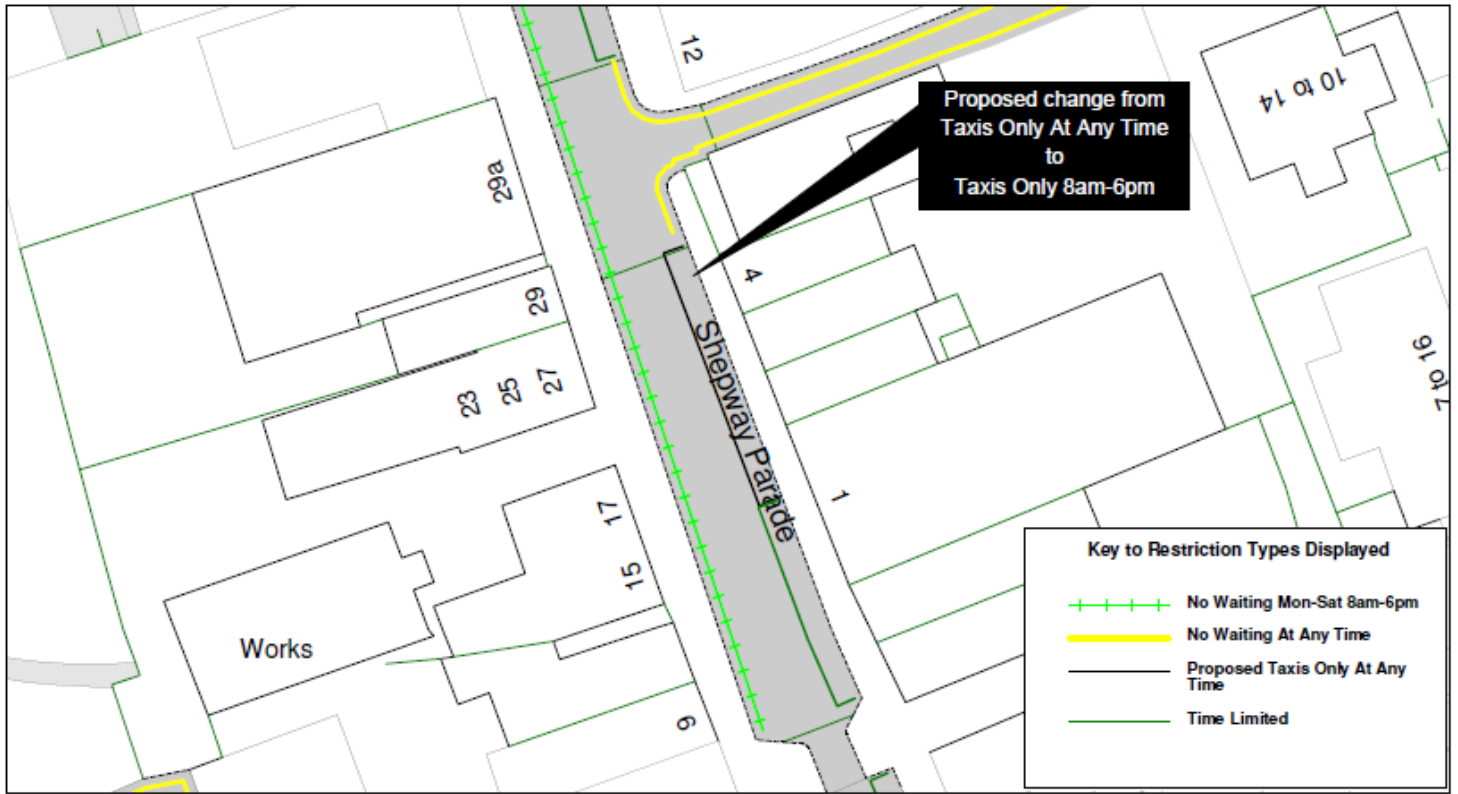 12
10 to 14
Proposed change from
Taxis Only At Any Time
to
Taxis Only 8am-6pm
29a
4
29
Shepway Parade
7 to 16
27
25
23
1
17
15
Works
9
Key to Restriction Types Displayed
No Waiting Mon-Sat 8am-6pm
No Waiting At Any Time
Proposed Taxis Only At Any
Time
Time Limited